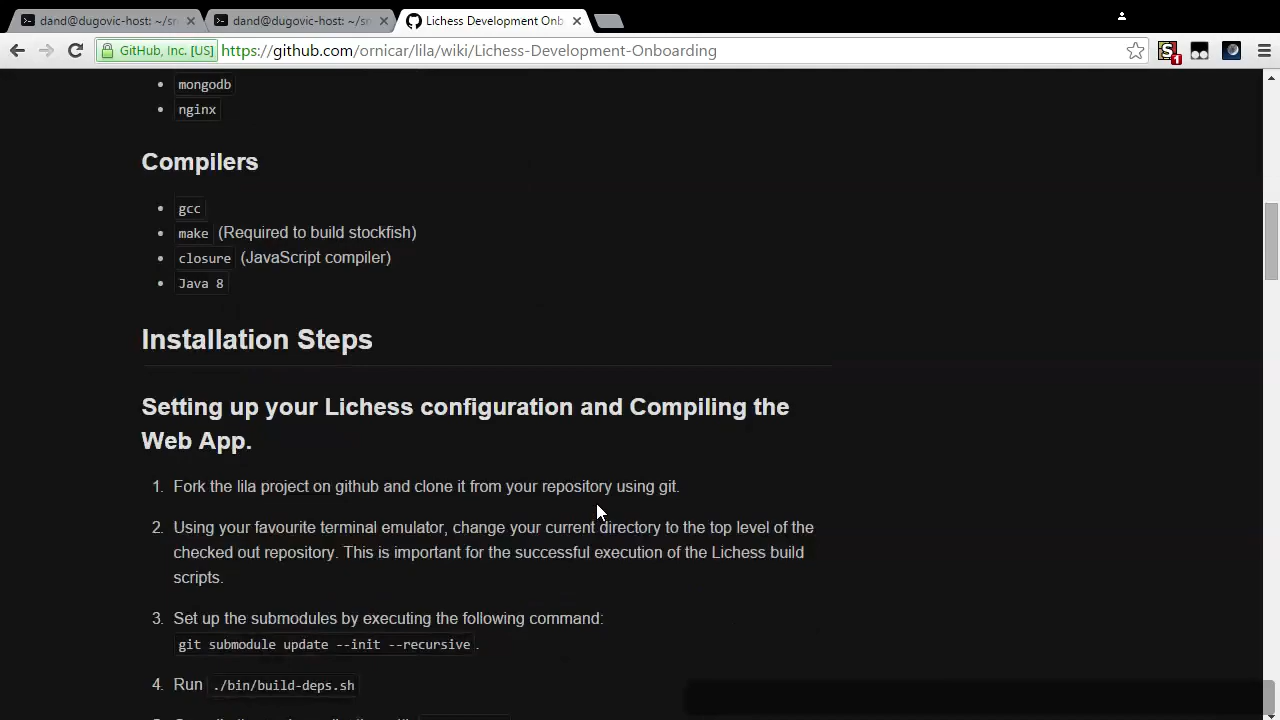 dand@dugovic-host: ~/sr
dand@dugovic-host: ~/sr
Lichess Development Onb
GitHub, Inc. [US]
https://github.com/ornicar/lila/wiki/Lichess-Development-Onboarding
1
mongodb
nginx
Compilers
gcc
make (Required to build stockfish)
closure (JavaScript compiler)
Java 8
Installation Steps
Setting up your Lichess configuration and Compiling the
Web App.
1. Fork the lila project on github and clone it from your repository using git.
2. Using your favourite terminal emulator, change your current directory to the top level of the
checked out repository. This is important for the successful execution of the Lichess build
scripts.
3. Set up the submodules by executing the following command:
git submodule update --init --recursive .
4. Run ./bin/build-deps.sh